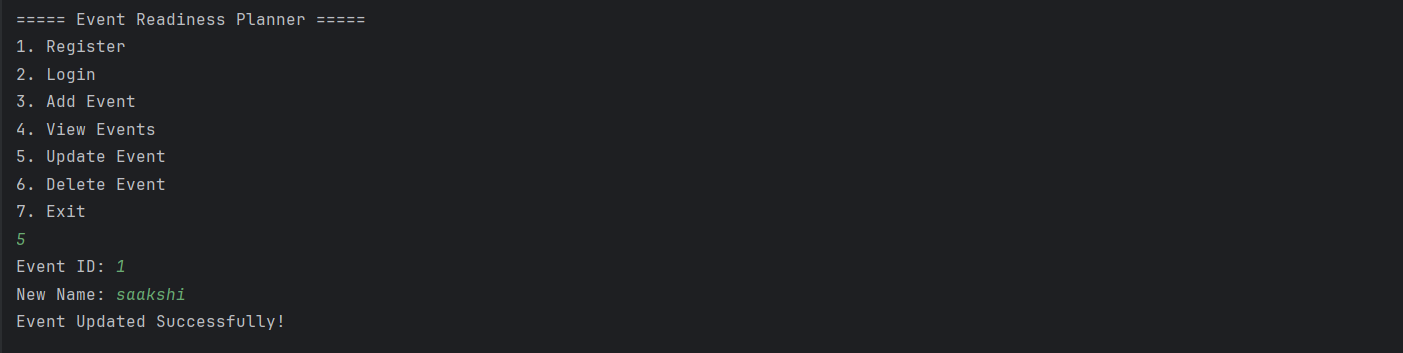 ===== Event Readiness Planner =====
1. Register
2. Login
3. Add Event
4. View Events
5. Update Event
6. Delete Event
7. Exit
5
Event ID: 1
New Name: saakshi
Event Updated Successfully!